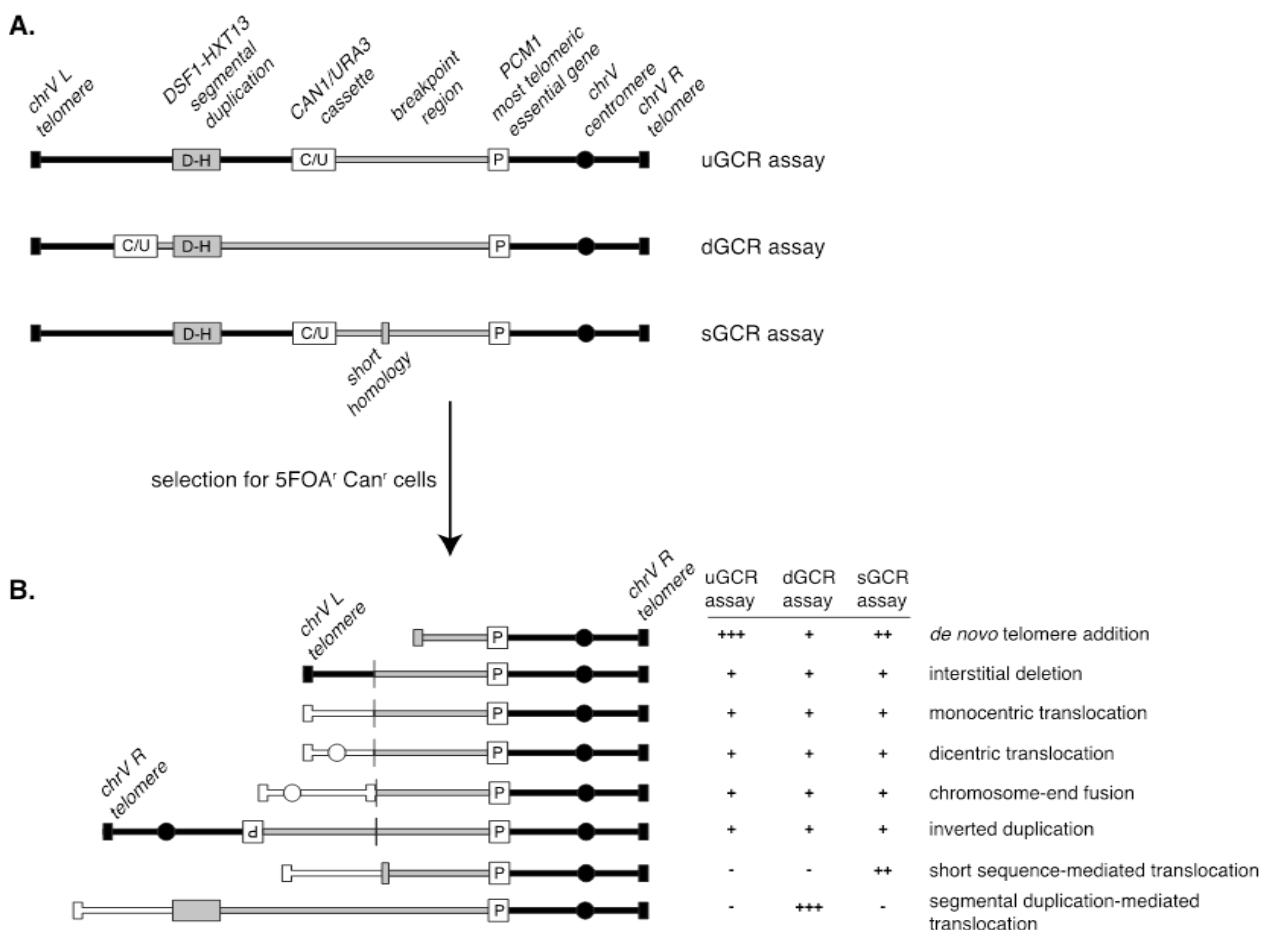 A.
chrV L
telomere
DSF1-HXT13
segmental
duplication
CAN1/URA3
cassette
breakpoint
region
PCM1
most telomeric
essential gene
chrV
centromere
chrV R
telomere
D-H
C/U
P
uGCR assay
C/U
D-H
P
dGCR assay
D-H
C/U
P
sGCR assay
short
homology
selection for 5FOAʳ Canʳ cells
B.
chrV L
telomere
chrV R
telomere
uGCR
assay
dGCR
assay
sGCR
assay
P
+++ + ++ de novo telomere addition
P
+ + + interstitial deletion
P
+ + + monocentric translocation
P
+ + + dicentric translocation
chrV R
telomere
P
+ + + chromosome-end fusion
P P
+ + + inverted duplication
P
- - ++ short sequence-mediated translocation
P
- +++ - segmental duplication-mediated
translocation